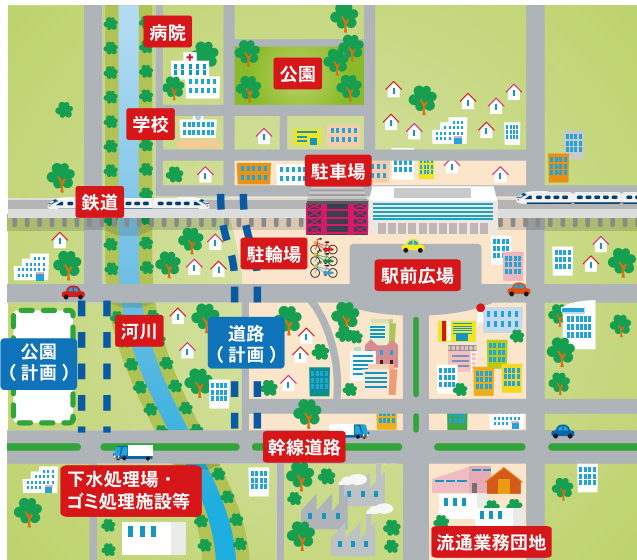 病院
公園
学校
駐車場
鉄道
駐輪場
駅前広場
河川
道路
（計画）
公園
（計画）
幹線道路
下水処理場・
ゴミ処理施設等
流通業務団地